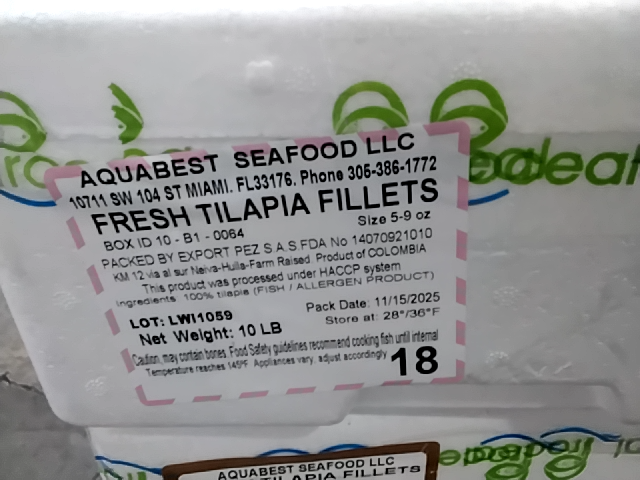 AQUABEST SEAFOOD LLC
10711 SW 104 ST MIAMI. FL33176. Phone 305-386-1772
FRESH TILAPIA FILLETS
Size 5-9 oz
BOX ID 10 - B1 - 0064
PACKED BY EXPORT PEZ S.A.S.FDA No 14070921010
KM 12 via al sur Neiva-Huila-Farm Raised Product of COLOMBIA
This product was processed under HACCP system
Ingredients 100% tilapia (FISH / ALLERGEN PRODUCT)
LOT: LWI1059
Pack Date: 11/15/2025
Net Weight: 10 LB
Store at: 28°/36°F
Caution, may contain bones. Food Safety guidelines recommend cooking fish until internal
Temperature reaches 145ºF. Appliances vary, adjust accordingly
18
AQUABEST SEAFOOD LLC
TILAPIA FILLETS